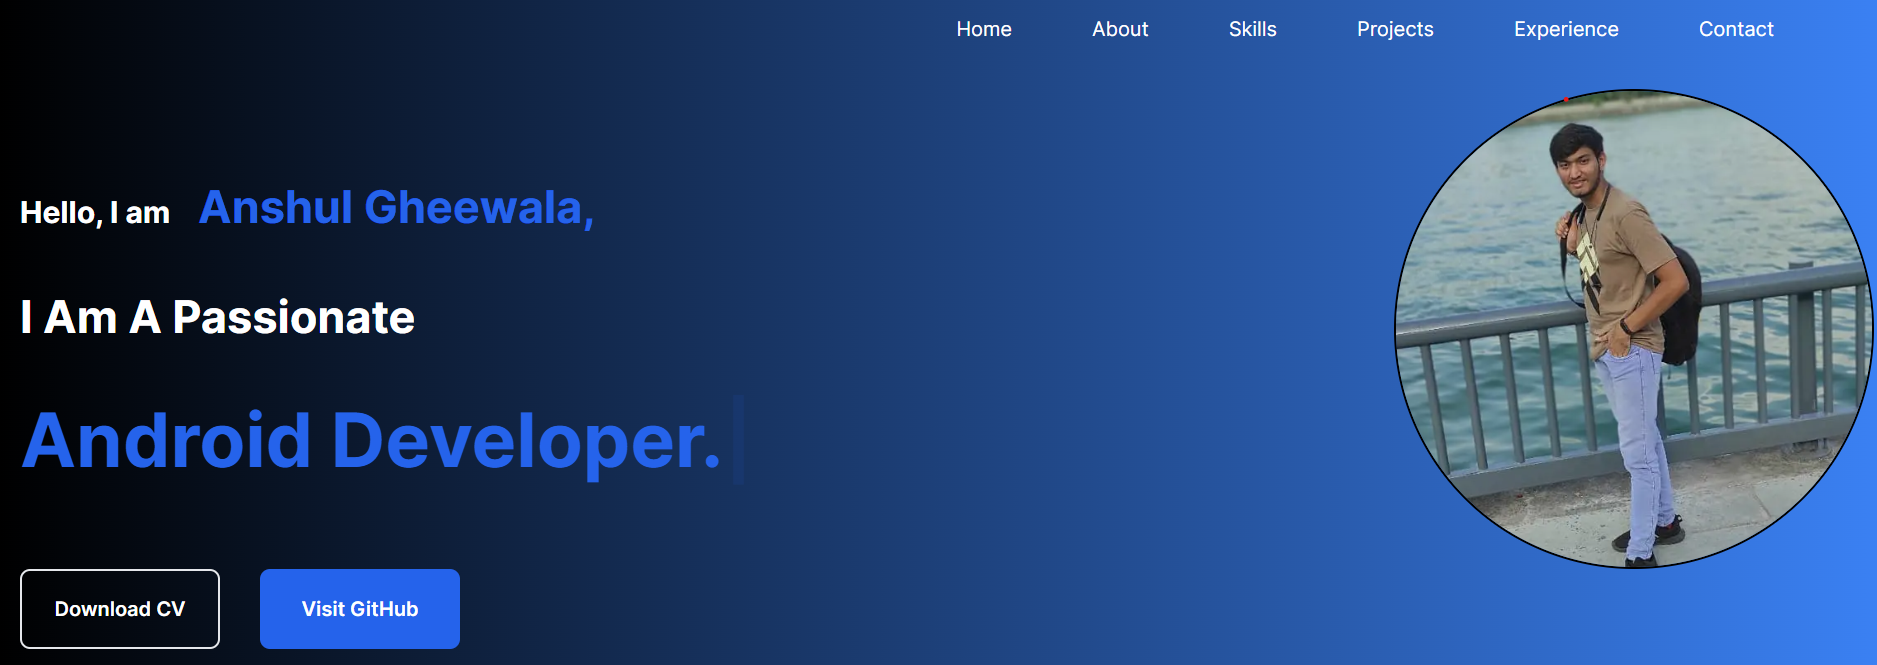 Home About Skills Projects Experience Contact
Hello, I am Anshul Gheewala,
I Am A Passionate
Android Developer.
Download CV Visit GitHub